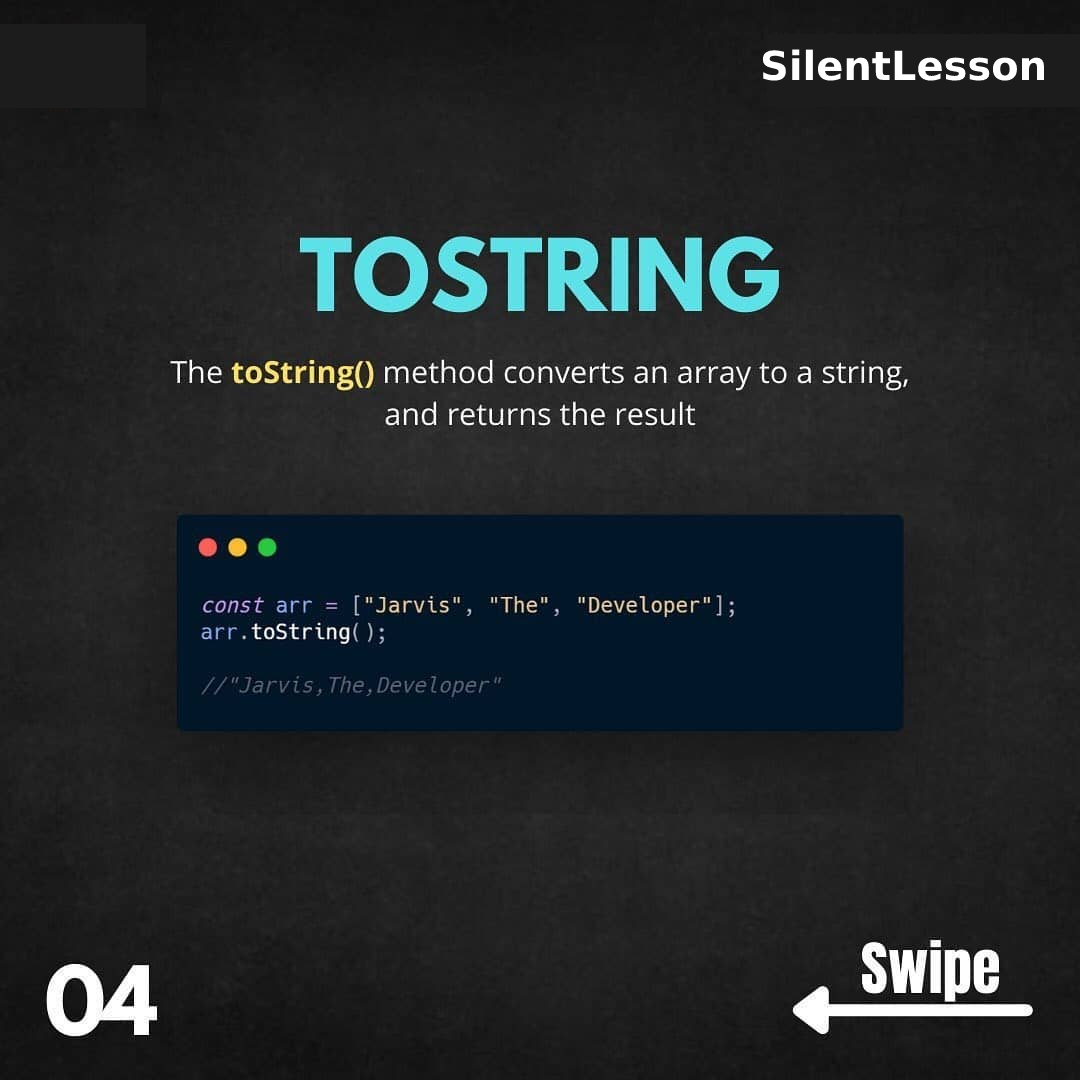 SilentLesson
TOSTRING
The toString() method converts an array to a string,
and returns the result
const arr = ["Jarvis", "The", "Developer"];
arr.toString();
//"Jarvis,The,Developer"
04
Swipe